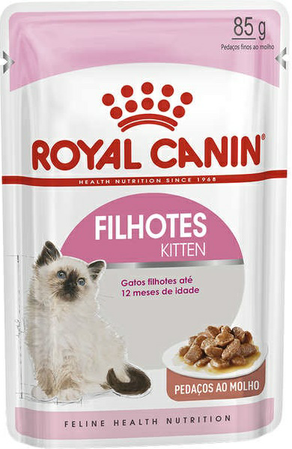 85 g
Pedaços finos ao molho
ROYAL CANIN
HEALTH NUTRITION SINCE 1968
FILHOTES
KITTEN
Gatos filhotes até
12 meses de idade
PEDAÇOS AO MOLHO
FELINE HEALTH NUTRITION